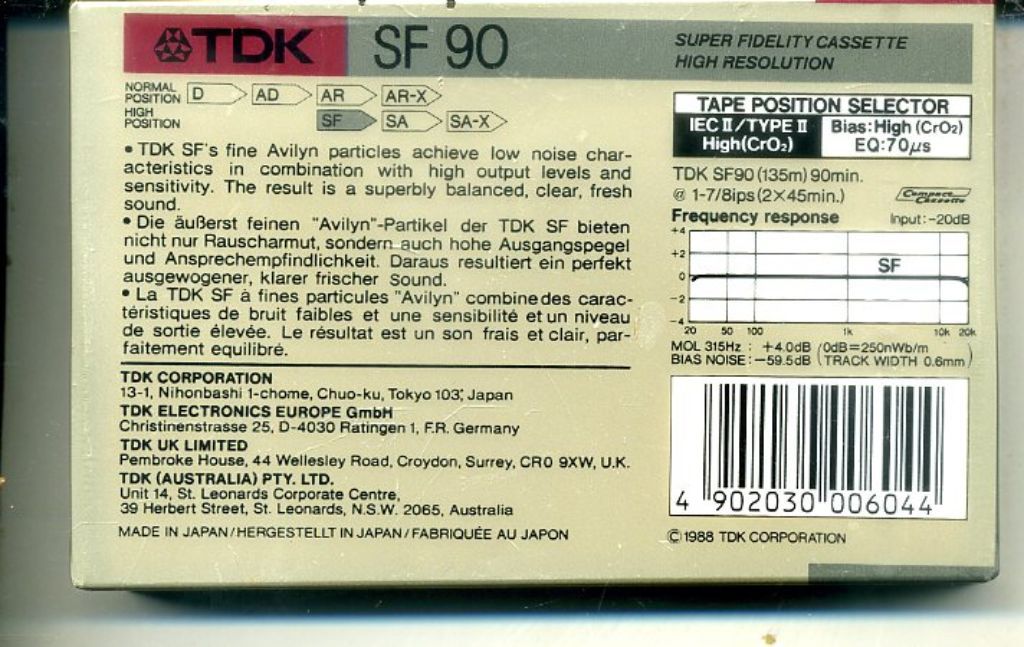 TDK SF 90 SUPER FIDELITY CASSETTE
HIGH RESOLUTION
NORMAL POSITION D AD AR AR-X
HIGH POSITION SF SA SA-X
• TDK SF's fine Avilyn particles achieve low noise char-
acteristics in combination with high output levels and
sensitivity. The result is a superbly balanced, clear, fresh
sound.
• Die äußerst feinen "Avilyn"-Partikel der TDK SF bieten
nicht nur Rauscharmut, sondern auch hohe Ausgangspegel
und Ansprechempfindlichkeit. Daraus resultiert ein perfekt
ausgewogener, klarer frischer Sound.
• La TDK SF à fines particules "Avilyn" combine des carac-
téristiques de bruit faibles et une sensibilité et un niveau
de sortie élevée. Le résultat est un son frais et clair, par-
faitement equilibré.
TDK CORPORATION
13-1, Nihonbashi 1-chome, Chuo-ku, Tokyo 103, Japan
TDK ELECTRONICS EUROPE GmbH
Christinenstrasse 25, D-4030 Ratingen 1, F.R. Germany
TDK UK LIMITED
Pembroke House, 44 Wellesley Road, Croydon, Surrey, CR0 9XW, U.K.
TDK (AUSTRALIA) PTY. LTD.
Unit 14, St. Leonards Corporate Centre,
39 Herbert Street, St. Leonards, N.S.W. 2065, Australia
MADE IN JAPAN/HERGESTELLT IN JAPAN/FABRIQUÉE AU JAPON
TAPE POSITION SELECTOR
IEC II/TYPE II Bias: High (CrO₂)
High(CrO₂) EQ: 70μs
TDK SF90 (135m) 90min.
@ 1-7/8ips (2×45min.) Compact Cassette
Frequency response Input: -20dB
+4
+2
0
-2
-4
SF
20 50 100 1k 10k 20k
MOL 315Hz : +4.0dB (0dB=250nWb/m
BIAS NOISE : -59.5dB TRACK WIDTH 0.6mm)
4 902030 006044
©1988 TDK CORPORATION